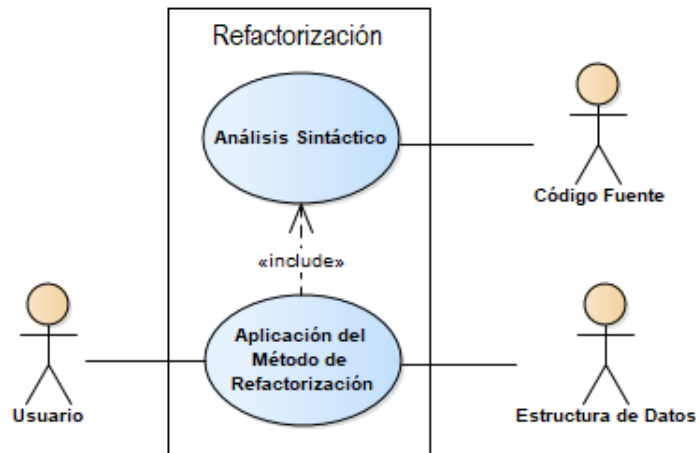 Refactorización
Análisis Sintáctico
Código Fuente
«include»
Aplicación del
Método de
Refactorización
Usuario
Estructura de Datos